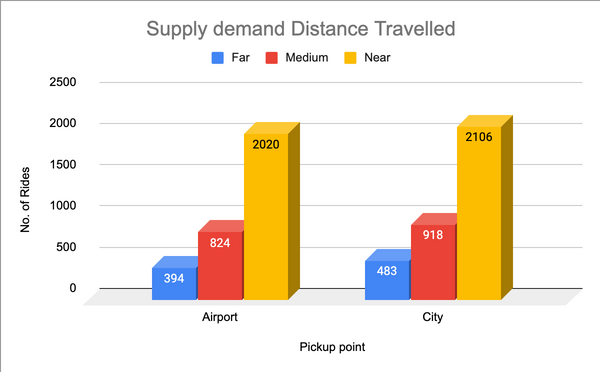 Supply demand Distance Travelled
Far Medium Near
2500
2000
1500
1000
500
0
No. of Rides
394
824
2020
483
918
2106
Airport City
Pickup point